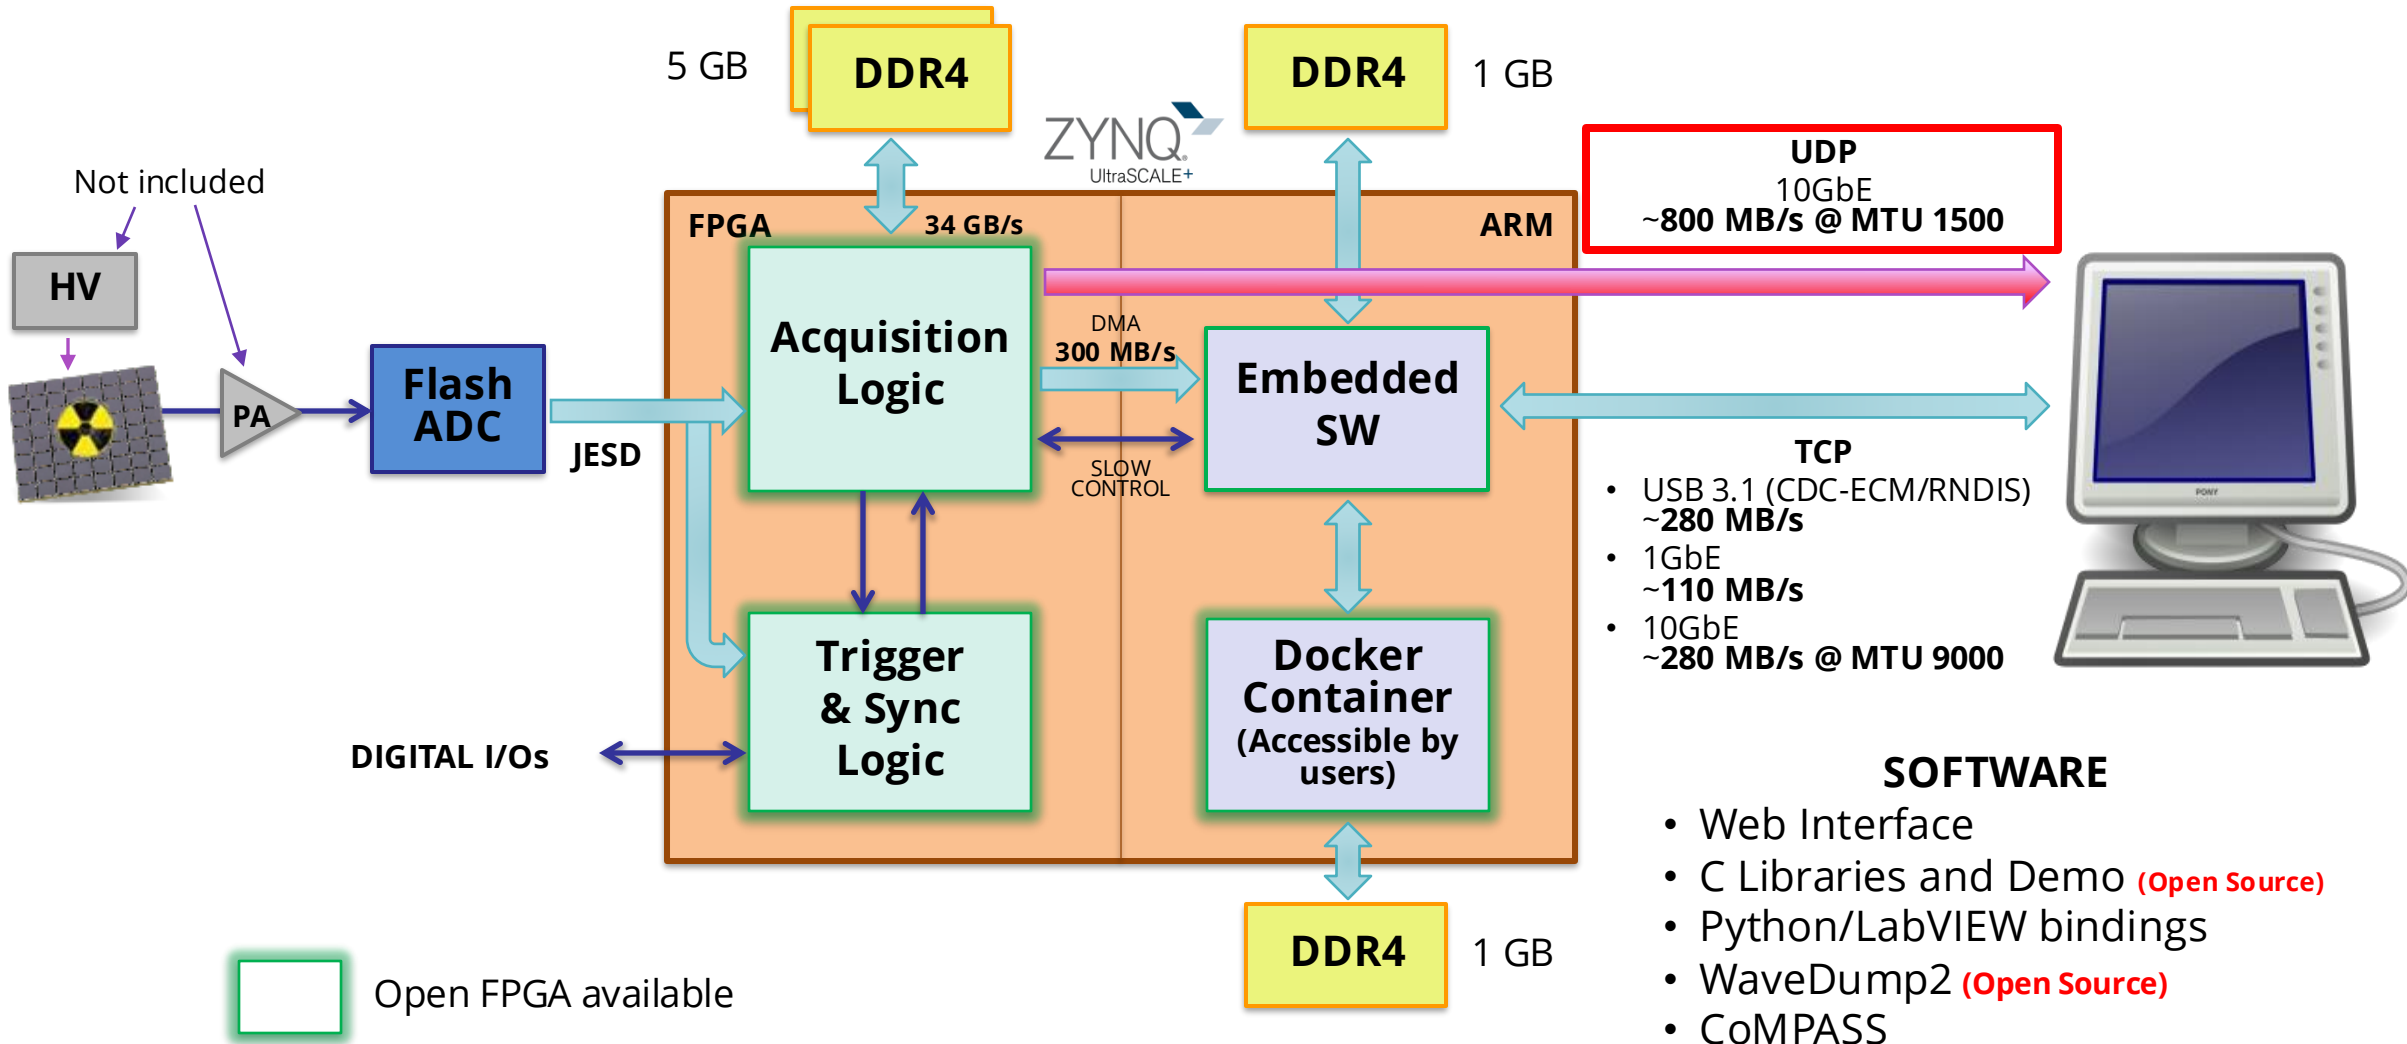 5 GB
DDR4
DDR4
1 GB
ZYNQ
UltraSCALE+
UDP
10GbE
~800 MB/s @ MTU 1500
Not included
FPGA
34 GB/s
ARM
HV
Acquisition
Logic
DMA
300 MB/s
Embedded
SW
Flash
ADC
PA
JESD
SLOW
CONTROL
TCP
• USB 3.1 (CDC-ECM/RNDIS)
~280 MB/s
• 1GbE
~110 MB/s
• 10GbE
~280 MB/s @ MTU 9000
PONY
Trigger
& Sync
Logic
Docker
Container
(Accessible by
users)
DIGITAL I/Os
SOFTWARE
• Web Interface
• C Libraries and Demo (Open Source)
• Python/LabVIEW bindings
• WaveDump2 (Open Source)
• CoMPASS
DDR4
1 GB
Open FPGA available